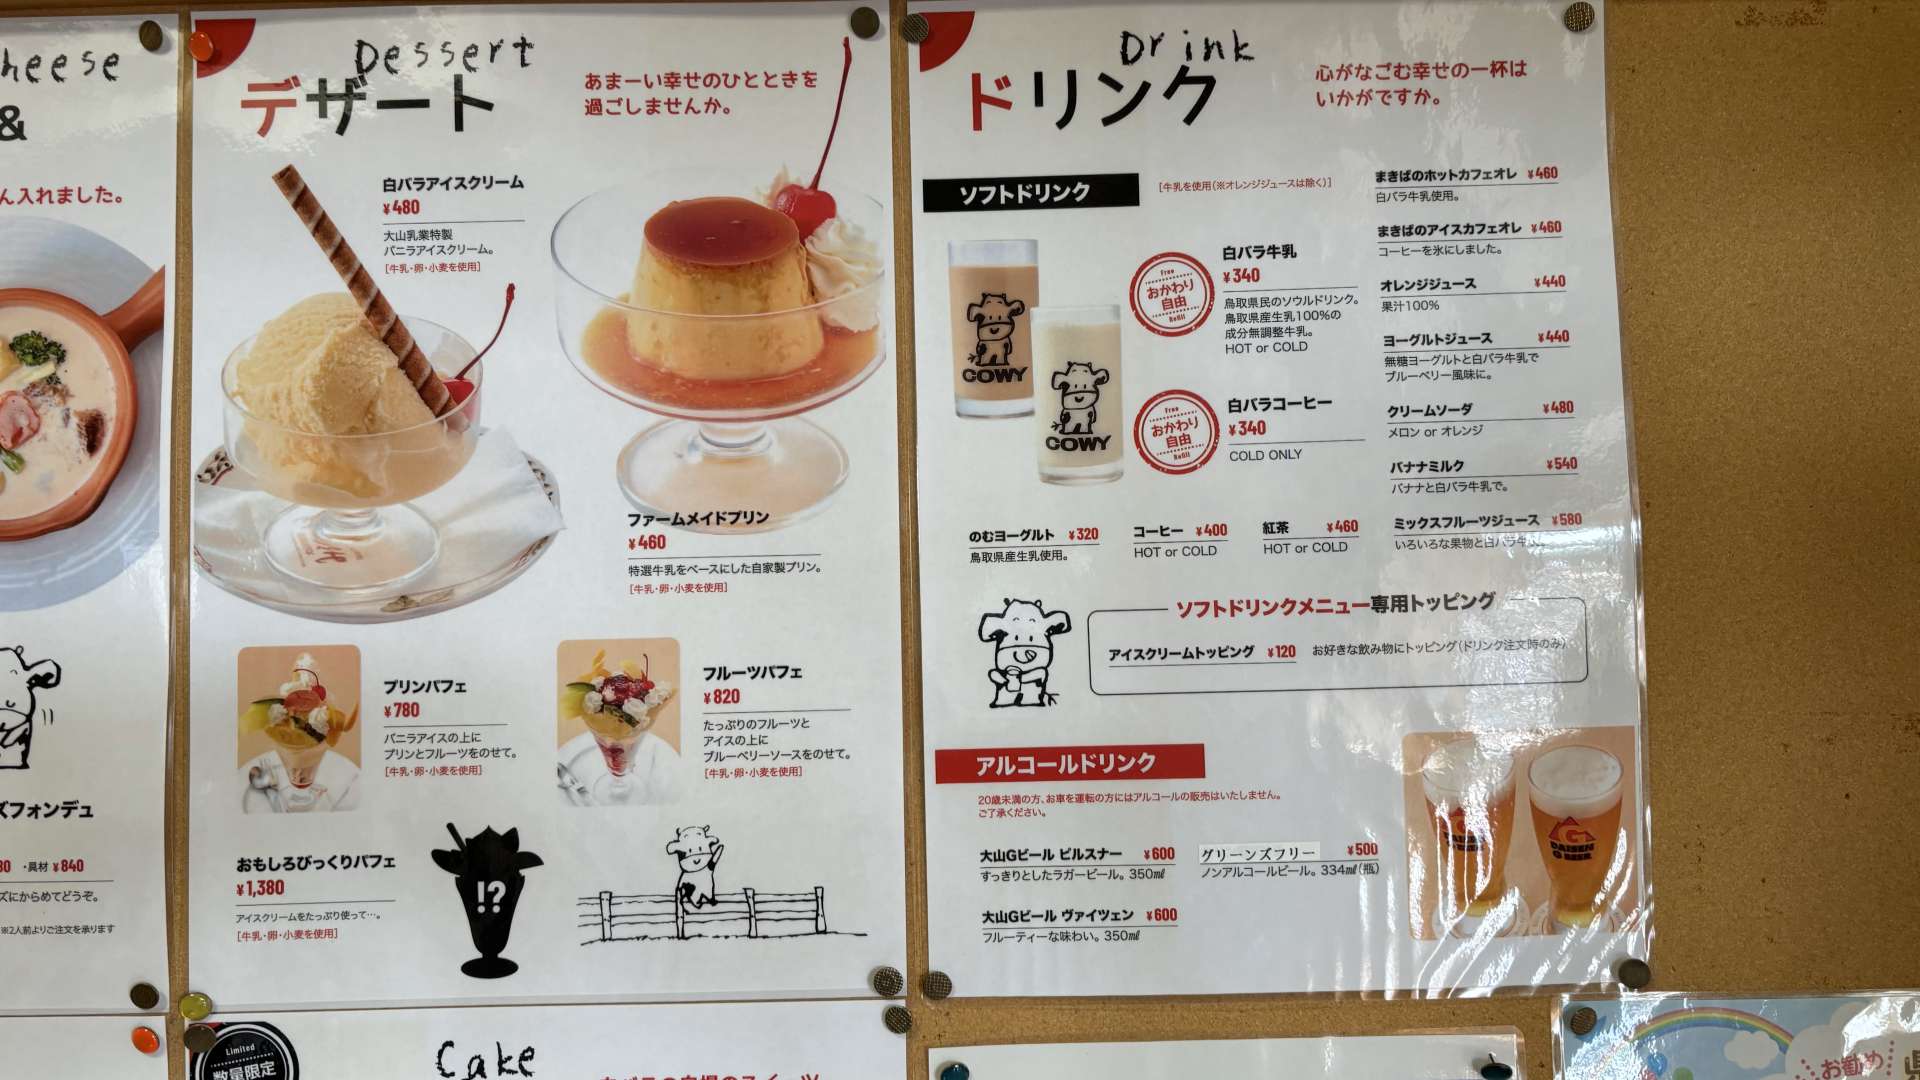 heese
&
ん入れました。
ズフォンデュ
80 ・具材 ¥840
ズにからめてどうぞ。
※2人前よりご注文を承ります
Dessert
デザート
あまーい幸せのひとときを
過ごしませんか。
白バラアイスクリーム
¥480
大山乳業特製
バニラアイスクリーム。
[牛乳・卵・小麦を使用]
ファームメイドプリン
¥460
特選牛乳をベースにした自家製プリン。
[牛乳・卵・小麦を使用]
プリンパフェ
¥780
バニラアイスの上に
プリンとフルーツをのせて。
[牛乳・卵・小麦を使用]
フルーツパフェ
¥820
たっぷりのフルーツと
アイスの上に
ブルーベリーソースをのせて。
[牛乳・卵・小麦を使用]
おもしろびっくりパフェ
¥1,380
アイスクリームをたっぷり使って…。
[牛乳・卵・小麦を使用]
!?
Drink
ドリンク
心がなごむ幸せの一杯は
いかがですか。
ソフトドリンク
[牛乳を使用(※オレンジジュースは除く)]
COWY
COWY
Free
おかわり
自由
Refill
白バラ牛乳
¥340
鳥取県民のソウルドリンク。
鳥取県産生乳100%の
成分無調整牛乳。
HOT or COLD
Free
おかわり
自由
Refill
白バラコーヒー
¥340
COLD ONLY
のむヨーグルト ¥320
鳥取県産生乳使用。
コーヒー ¥400
HOT or COLD
紅茶 ¥460
HOT or COLD
まきばのホットカフェオレ ¥460
白バラ牛乳使用。
まきばのアイスカフェオレ ¥460
コーヒーを氷にしました。
オレンジジュース ¥440
果汁100%
ヨーグルトジュース ¥440
無糖ヨーグルトと白バラ牛乳で
ブルーベリー風味に。
クリームソーダ ¥480
メロン or オレンジ
バナナミルク ¥540
バナナと白バラ牛乳で。
ミックスフルーツジュース ¥580
いろいろな果物と白バラ牛乳
ソフトドリンクメニュー専用トッピング
アイスクリームトッピング ¥120 お好きな飲み物にトッピング(ドリンク注文時のみ)
アルコールドリンク
20歳未満の方、お車を運転の方にはアルコールの販売はいたしません。
ご了承ください。
大山Gビール ピルスナー ¥600
すっきりとしたラガービール。350㎖
グリーンズフリー ¥500
ノンアルコールビール。334㎖(瓶)
大山Gビール ヴァイツェン ¥600
フルーティーな味わい。350㎖
G
DAISEN
G BEER
Limited
数量限定
Cake
お勧め